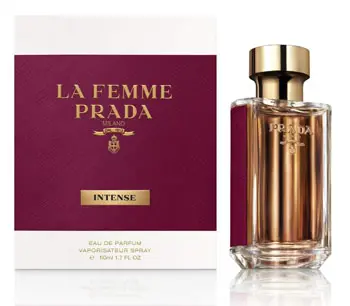 LA FEMME
PRADA
MILANO
INTENSE
EAU DE PARFUM
VAPORISATEUR SPRAY
e 50ml 1.7 FL OZ
PRADA